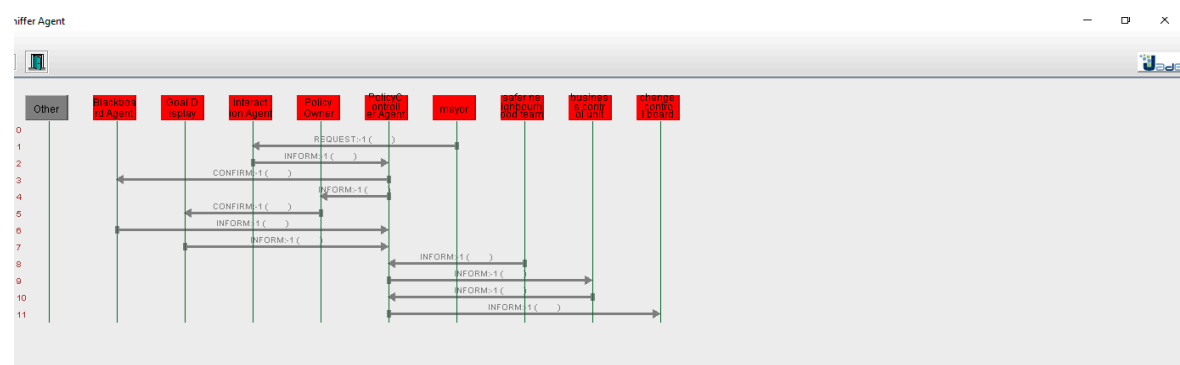 niffer Agent
Jade
Other
Blackboa
rd Agent
Goal D
isplay
Interact
ion Agent
Policy
Owner
PolicyC
ontroll
er Agent
mayor
safer ne
ighbourh
ood team
busines
s contr
ol unit
change
control
l board
0
1
REQUEST:-1 ( )
2
INFORM:-1 ( )
3
CONFIRM:-1 ( )
4
INFORM:-1 (
5
CONFIRM:-1 ( )
6
INFORM:-1 ( )
7
INFORM:-1 ( )
8
INFORM:-1 ( )
9
INFORM:-1 ( )
10
INFORM:-1 ( )
11
INFORM:-1 ( )